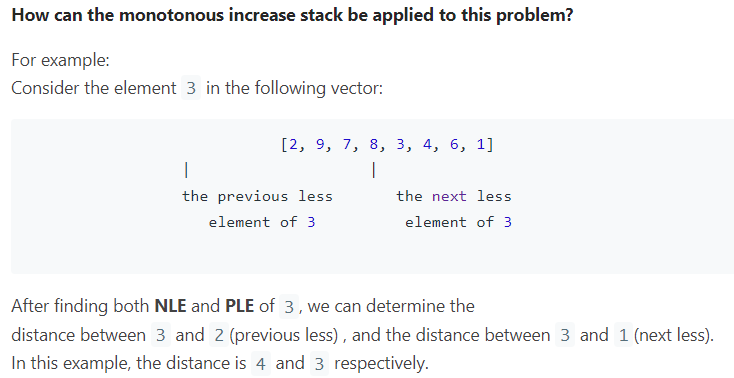 How can the monotonous increase stack be applied to this problem?
For example:
Consider the element 3 in the following vector:
[2, 9, 7, 8, 3, 4, 6, 1]
| |
the previous less the next less
element of 3 element of 3
After finding both NLE and PLE of 3 , we can determine the
distance between 3 and 2 (previous less) , and the distance between 3 and 1 (next less).
In this example, the distance is 4 and 3 respectively.